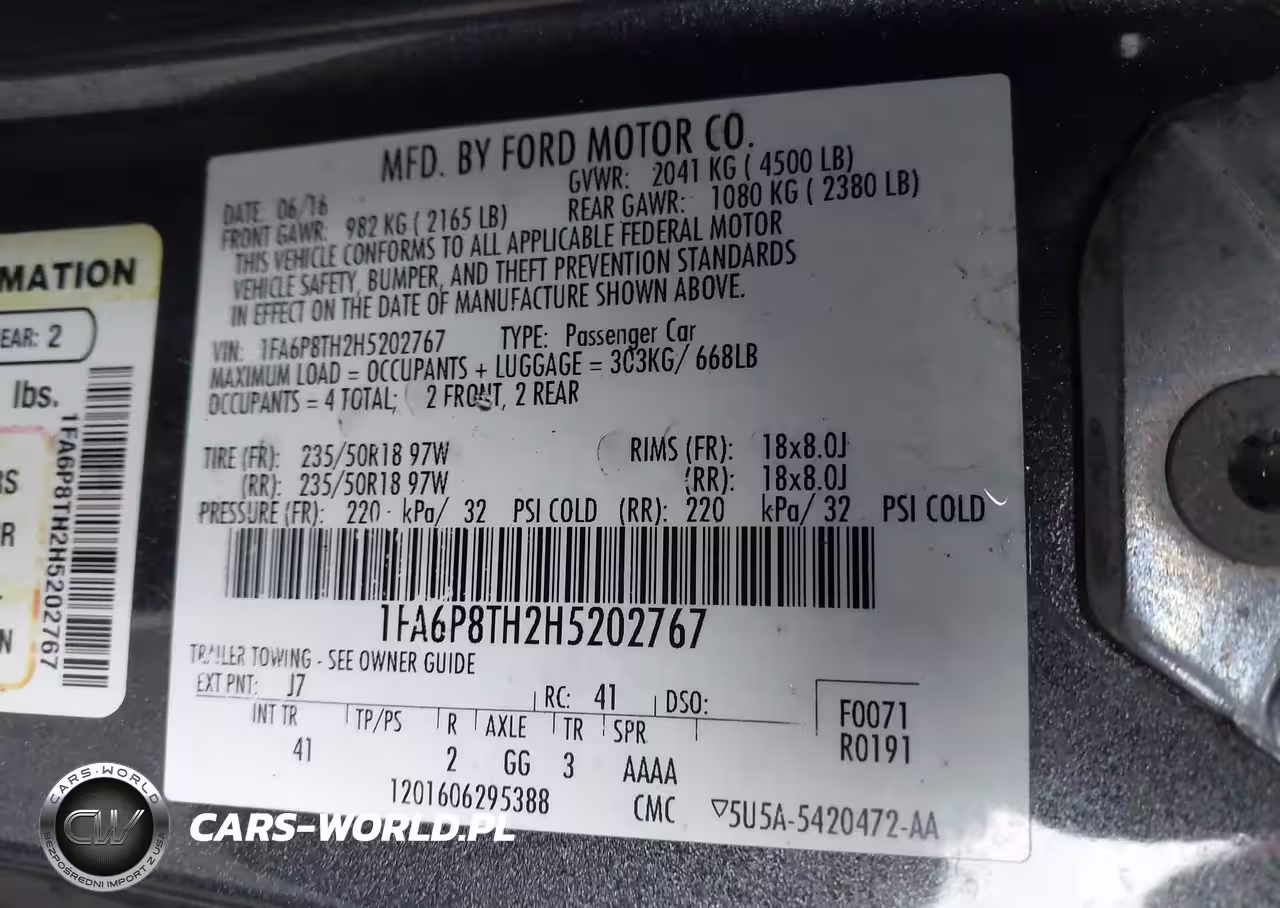 MFD. BY FORD MOTOR CO.
DATE: 06/16 GVWR: 2041 KG ( 4500 LB)
FRONT GAWR: 982 KG ( 2165 LB) REAR GAWR: 1080 KG ( 2380 LB)
THIS VEHICLE CONFORMS TO ALL APPLICABLE FEDERAL MOTOR
VEHICLE SAFETY, BUMPER, AND THEFT PREVENTION STANDARDS
IN EFFECT ON THE DATE OF MANUFACTURE SHOWN ABOVE.
VIN: 1FA6P8TH2H5202767 TYPE: Passenger Car
MAXIMUM LOAD = OCCUPANTS + LUGGAGE = 303KG/ 668LB
OCCUPANTS = 4 TOTAL; 2 FRONT, 2 REAR
TIRE (FR): 235/50R18 97W RIMS (FR): 18x8.0J
(RR): 235/50R18 97W (RR): 18x8.0J
PRESSURE (FR): 220 kPa/ 32 PSI COLD (RR): 220 kPa/ 32 PSI COLD
1FA6P8TH2H5202767
TRAILER TOWING - SEE OWNER GUIDE
EXT PNT: J7 RC: 41 DSO:
INT TR TP/PS R AXLE TR SPR
41 2 GG 3 AAAA
F0071
R0191
1201606295388 CMC ▽5U5A-5420472-AA
MATION
EAR: 2
lbs.
RS
R
N
1FA6P8TH2H5202767
CARS-WORLD
CW
BEZPOŚREDNI IMPORT Z USA
CARS-WORLD.PL